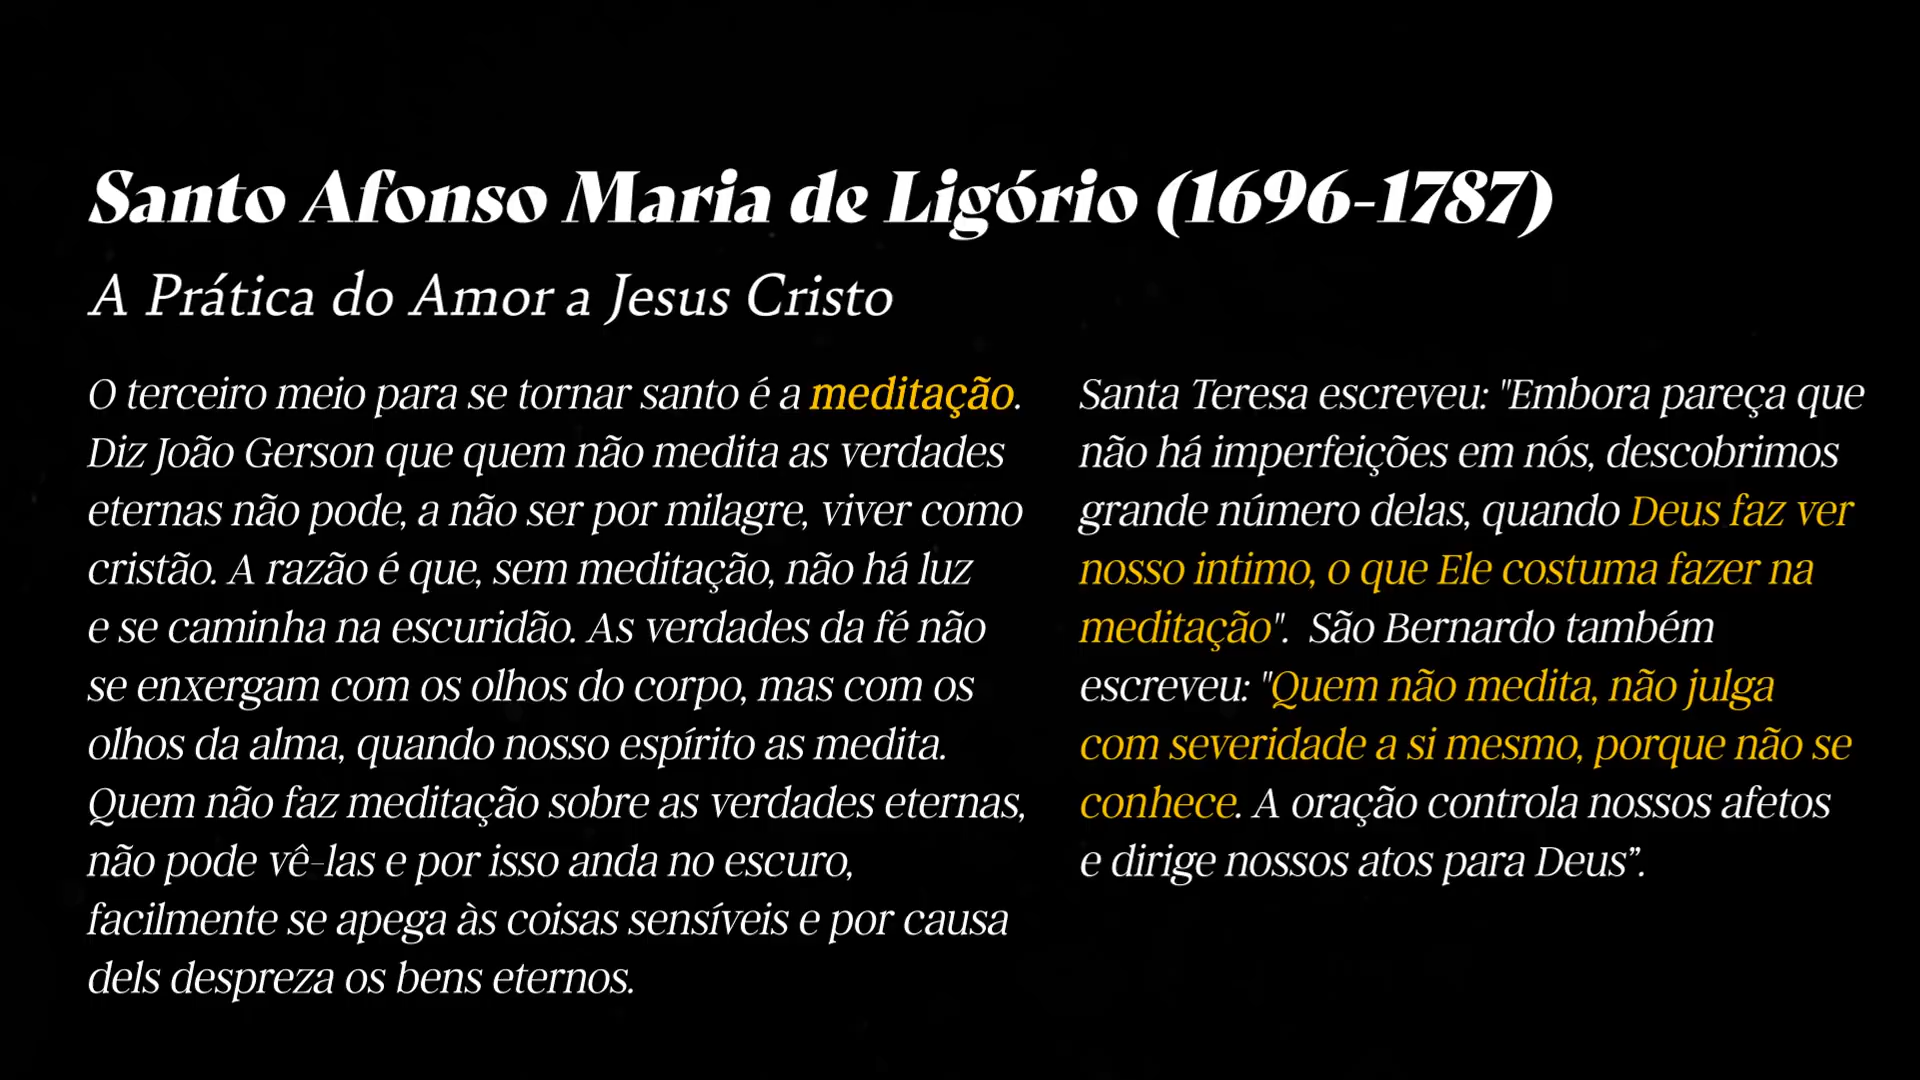 Santo Afonso Maria de Ligório (1696-1787)
A Prática do Amor a Jesus Cristo
O terceiro meio para se tornar santo é a meditação.
Diz João Gerson que quem não medita as verdades
eternas não pode, a não ser por milagre, viver como
cristão. A razão é que, sem meditação, não há luz
e se caminha na escuridão. As verdades da fé não
se enxergam com os olhos do corpo, mas com os
olhos da alma, quando nosso espírito as medita.
Quem não faz meditação sobre as verdades eternas,
não pode vê-las e por isso anda no escuro,
facilmente se apega às coisas sensíveis e por causa
dels despreza os bens eternos.
Santa Teresa escreveu: "Embora pareça que
não há imperfeições em nós, descobrimos
grande número delas, quando Deus faz ver
nosso intimo, o que Ele costuma fazer na
meditação". São Bernardo também
escreveu: "Quem não medita, não julga
com severidade a si mesmo, porque não se
conhece. A oração controla nossos afetos
e dirige nossos atos para Deus”.